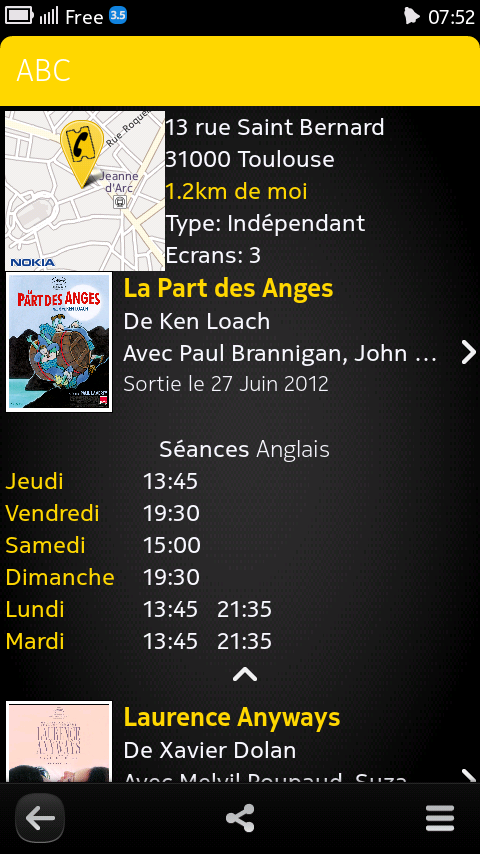 Free 3.5 07:52
ABC
Rue-Roquel
Jeanne
d'Arc
NOKIA
13 rue Saint Bernard
31000 Toulouse
1.2km de moi
Type: Indépendant
Ecrans: 3
LA
PART DES ANGES
KEN LOACH
La Part des Anges
De Ken Loach
Avec Paul Brannigan, John ...
Sortie le 27 Juin 2012
Séances Anglais
Jeudi 13:45
Vendredi 19:30
Samedi 15:00
Dimanche 19:30
Lundi 13:45 21:35
Mardi 13:45 21:35
LAURENCE
ANYWAYS
Laurence Anyways
De Xavier Dolan
Avec Melvil Poupaud, Suza...